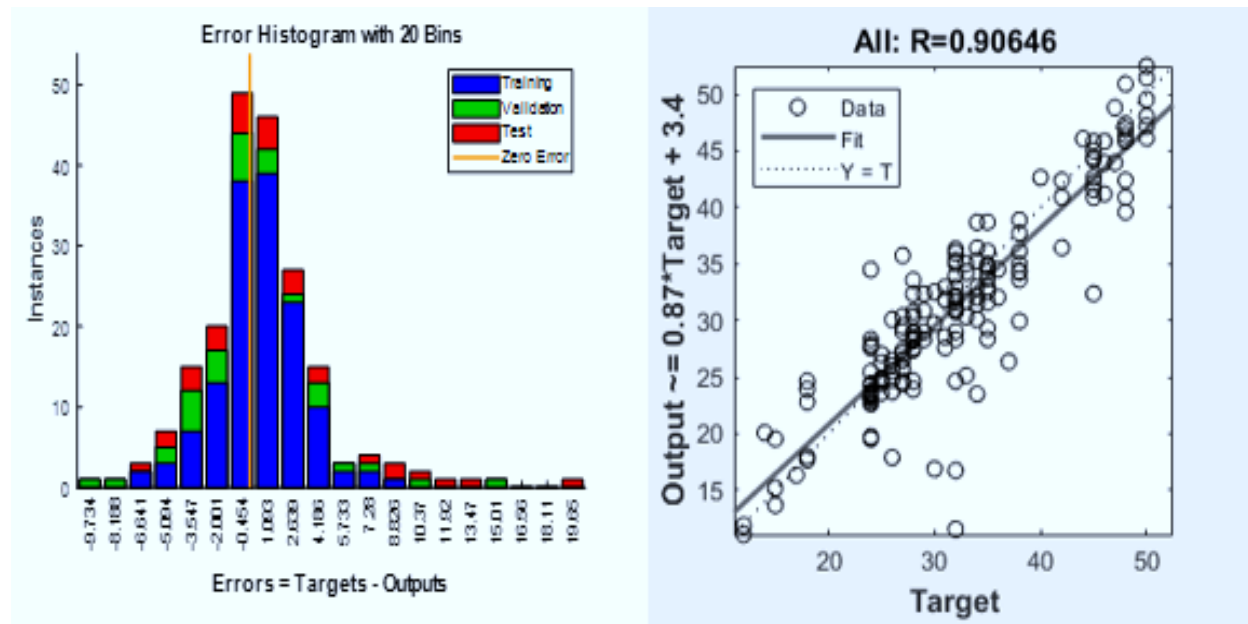 Error Histogram with 20 Bins
50
40
30
20
10
0
Instances
Training
Validation
Test
Zero Error
-9.734
-8.188
-6.641
-5.094
-3.547
-2.001
-0.454
1.093
2.639
4.186
5.733
7.28
8.826
10.37
11.92
13.47
15.01
16.56
18.11
19.65
Errors = Targets - Outputs
All: R=0.90646
Output ~= 0.87*Target + 3.4
50
45
40
35
30
25
20
15
Data
Fit
Y = T
20
30
40
50
Target